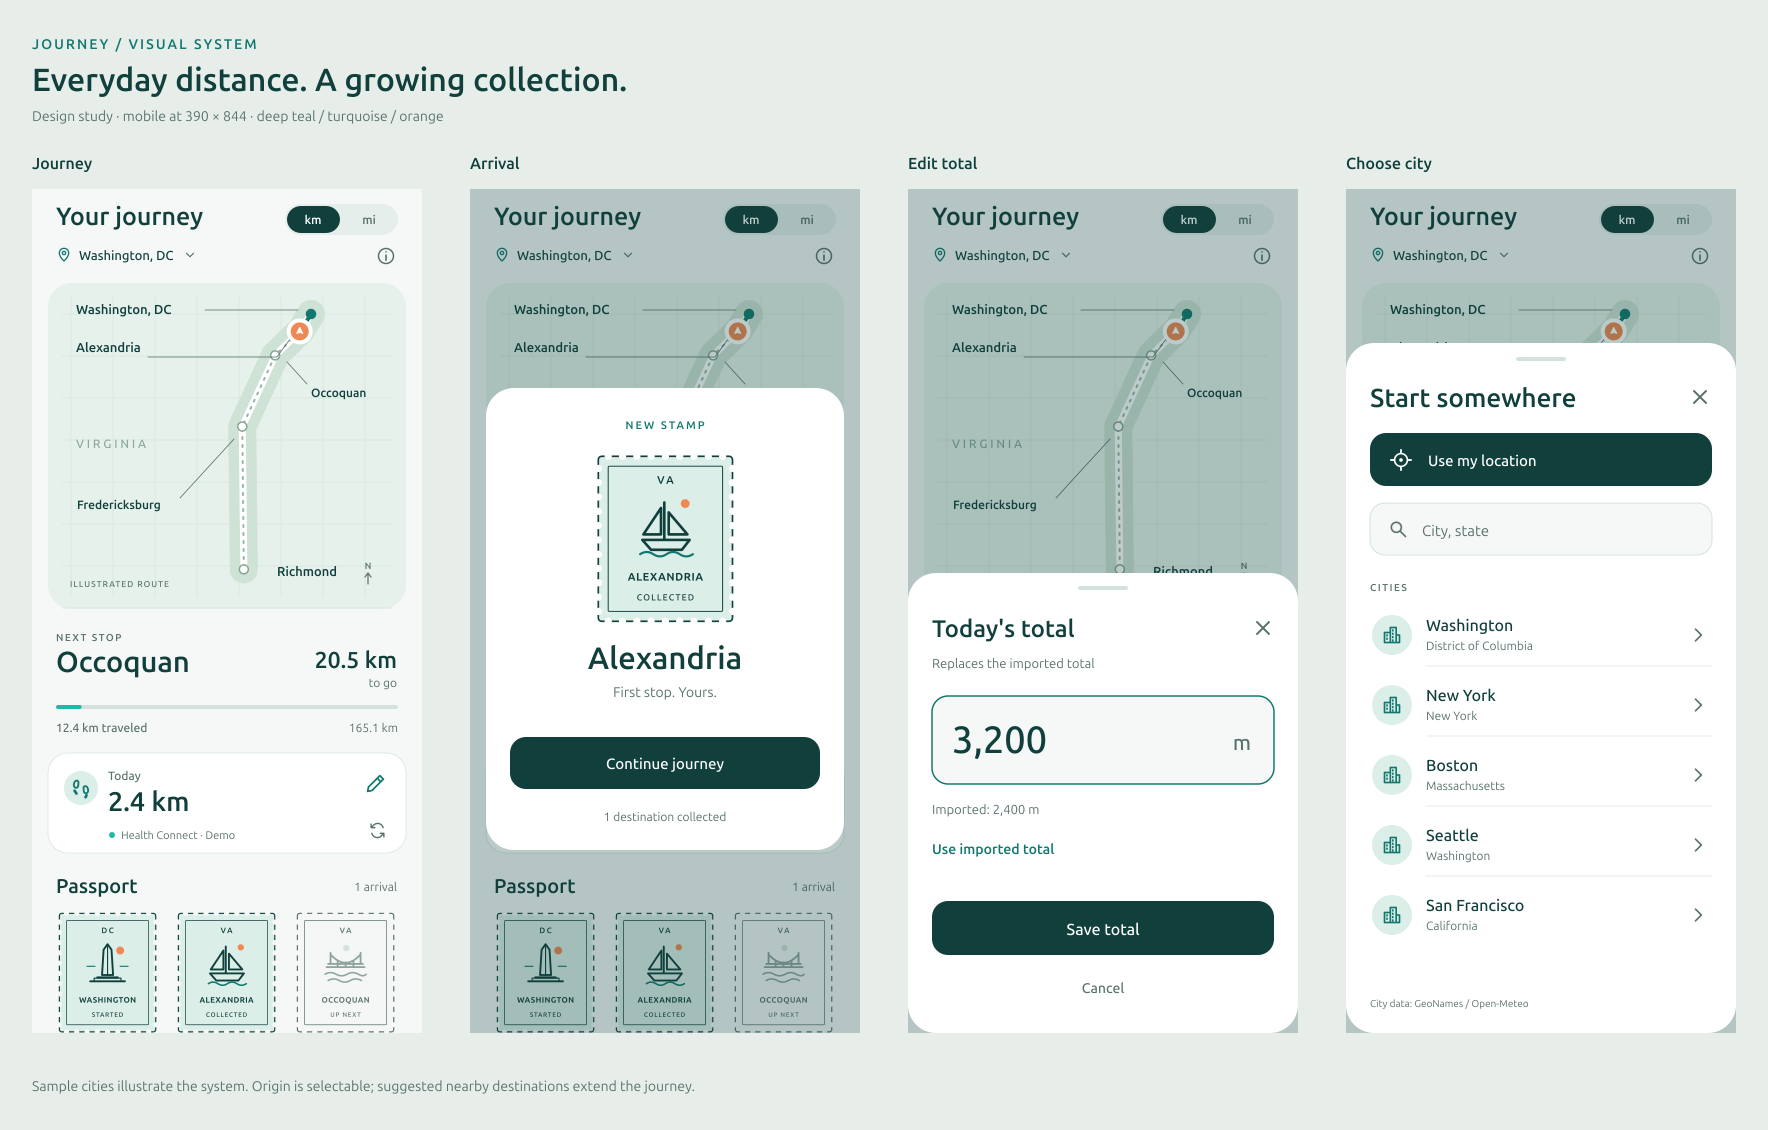 JOURNEY / VISUAL SYSTEM
Everyday distance. A growing collection.
Design study · mobile at 390 × 844 · deep teal / turquoise / orange
Journey
Your journey
km
mi
Washington, DC
Washington, DC
Alexandria
Occoquan
VIRGINIA
Fredericksburg
Richmond
N
ILLUSTRATED ROUTE
NEXT STOP
Occoquan
20.5 km
to go
12.4 km traveled
165.1 km
Today
2.4 km
Health Connect · Demo
Passport
1 arrival
DC
WASHINGTON
STARTED
VA
ALEXANDRIA
COLLECTED
VA
OCCOQUAN
UP NEXT
Arrival
Your journey
km
mi
Washington, DC
Washington, DC
Alexandria
NEW STAMP
VA
ALEXANDRIA
COLLECTED
Alexandria
First stop. Yours.
Continue journey
1 destination collected
Passport
1 arrival
DC
WASHINGTON
STARTED
VA
ALEXANDRIA
COLLECTED
VA
OCCOQUAN
UP NEXT
Edit total
Your journey
km
mi
Washington, DC
Washington, DC
Alexandria
Occoquan
VIRGINIA
Fredericksburg
Richmond
N
Today's total
Replaces the imported total
3,200
m
Imported: 2,400 m
Use imported total
Save total
Cancel
Choose city
Your journey
km
mi
Washington, DC
Washington, DC
Start somewhere
Use my location
City, state
CITIES
Washington
District of Columbia
New York
New York
Boston
Massachusetts
Seattle
Washington
San Francisco
California
City data: GeoNames / Open-Meteo
Sample cities illustrate the system. Origin is selectable; suggested nearby destinations extend the journey.